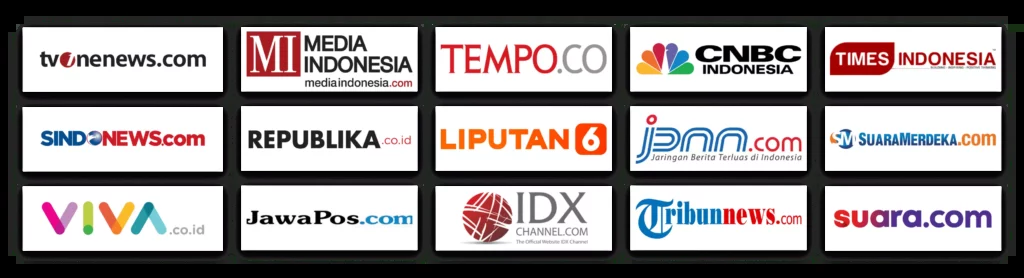 tvonenews.com
MI MEDIA
INDONESIA
mediaindonesia.com
TEMPO.CO
CNBC
INDONESIA
TIMES INDONESIA
SINDONEWS.com
REPUBLIKA.co.id
LIPUTAN 6
jpnn.com
Jaringan Berita Terluas di Indonesia
SM SUARAMERDEKA.com
VIVA.co.id
JawaPos.com
IDX
CHANNEL.COM
The Official Website IDX Channel
Tribunnews.com
suara.com